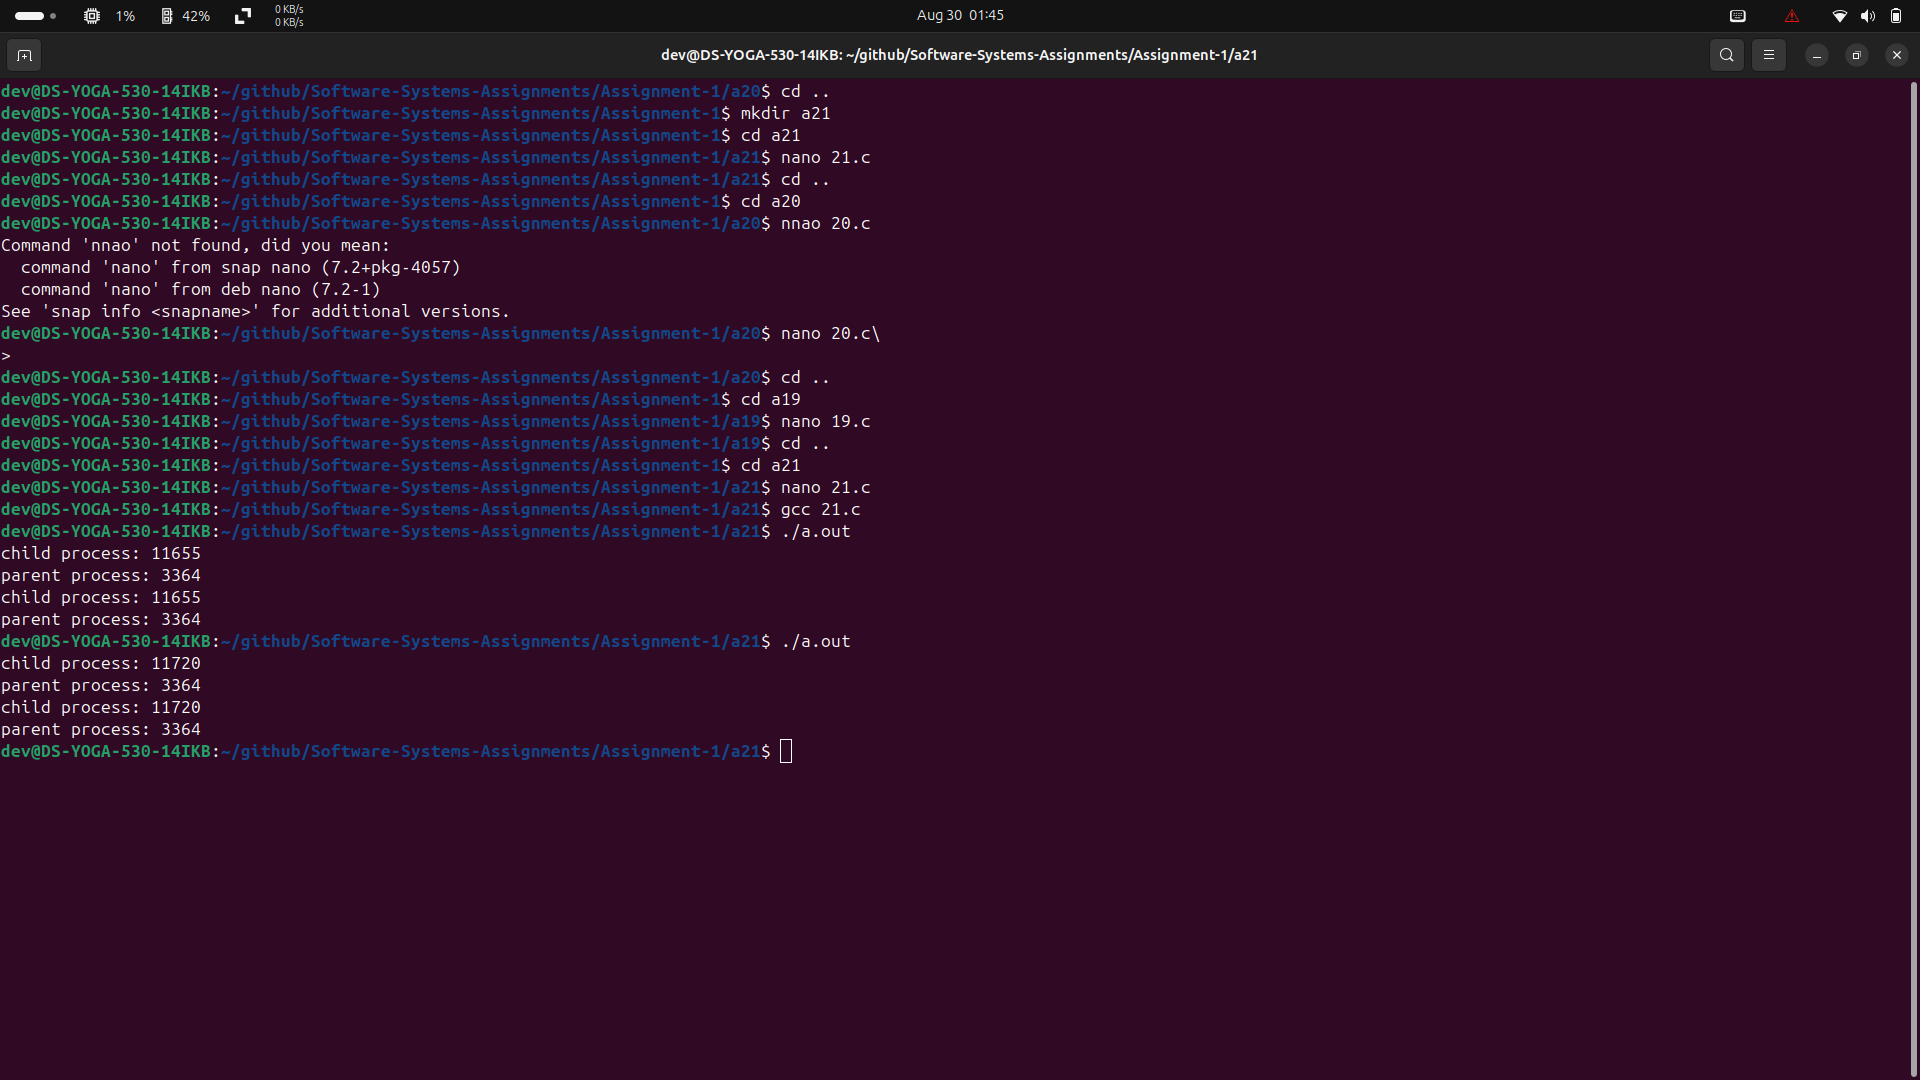 1%
42%
0 KB/s
0 KB/s
Aug 30 01:45
dev@DS-YOGA-530-14IKB: ~/github/Software-Systems-Assignments/Assignment-1/a21
dev@DS-YOGA-530-14IKB:~/github/Software-Systems-Assignments/Assignment-1/a20$ cd ..
dev@DS-YOGA-530-14IKB:~/github/Software-Systems-Assignments/Assignment-1$ mkdir a21
dev@DS-YOGA-530-14IKB:~/github/Software-Systems-Assignments/Assignment-1$ cd a21
dev@DS-YOGA-530-14IKB:~/github/Software-Systems-Assignments/Assignment-1/a21$ nano 21.c
dev@DS-YOGA-530-14IKB:~/github/Software-Systems-Assignments/Assignment-1/a21$ cd ..
dev@DS-YOGA-530-14IKB:~/github/Software-Systems-Assignments/Assignment-1$ cd a20
dev@DS-YOGA-530-14IKB:~/github/Software-Systems-Assignments/Assignment-1/a20$ nnao 20.c
Command 'nnao' not found, did you mean:
  command 'nano' from snap nano (7.2+pkg-4057)
  command 'nano' from deb nano (7.2-1)
See 'snap info <snapname>' for additional versions.
dev@DS-YOGA-530-14IKB:~/github/Software-Systems-Assignments/Assignment-1/a20$ nano 20.c\
>
dev@DS-YOGA-530-14IKB:~/github/Software-Systems-Assignments/Assignment-1/a20$ cd ..
dev@DS-YOGA-530-14IKB:~/github/Software-Systems-Assignments/Assignment-1$ cd a19
dev@DS-YOGA-530-14IKB:~/github/Software-Systems-Assignments/Assignment-1/a19$ nano 19.c
dev@DS-YOGA-530-14IKB:~/github/Software-Systems-Assignments/Assignment-1/a19$ cd ..
dev@DS-YOGA-530-14IKB:~/github/Software-Systems-Assignments/Assignment-1$ cd a21
dev@DS-YOGA-530-14IKB:~/github/Software-Systems-Assignments/Assignment-1/a21$ nano 21.c
dev@DS-YOGA-530-14IKB:~/github/Software-Systems-Assignments/Assignment-1/a21$ gcc 21.c
dev@DS-YOGA-530-14IKB:~/github/Software-Systems-Assignments/Assignment-1/a21$ ./a.out
child process: 11655
parent process: 3364
child process: 11655
parent process: 3364
dev@DS-YOGA-530-14IKB:~/github/Software-Systems-Assignments/Assignment-1/a21$ ./a.out
child process: 11720
parent process: 3364
child process: 11720
parent process: 3364
dev@DS-YOGA-530-14IKB:~/github/Software-Systems-Assignments/Assignment-1/a21$